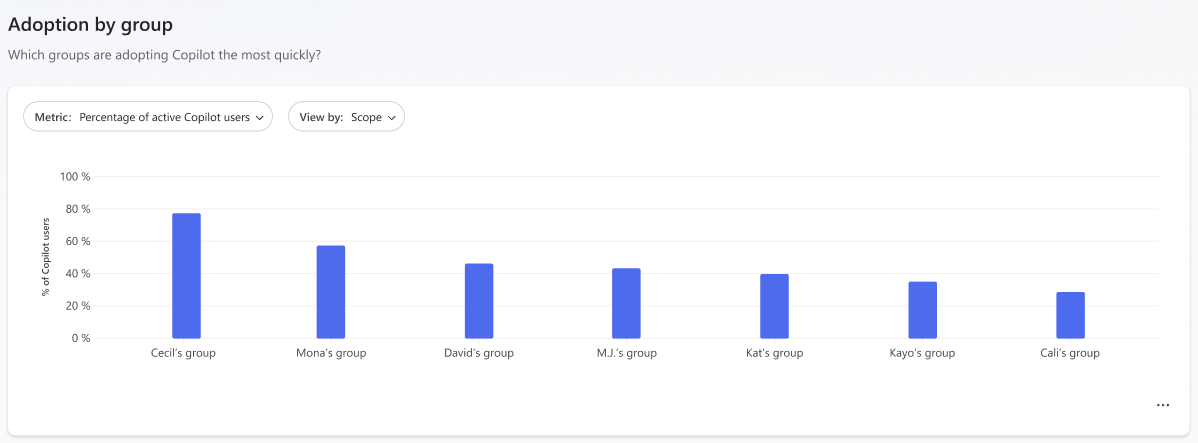 Adoption by group
Which groups are adopting Copilot the most quickly?
Metric: Percentage of active Copilot users
View by: Scope
% of Copilot users
100 %
80 %
60 %
40 %
20 %
0 %
Cecil's group Mona's group David's group M.J.'s group Kat's group Kayo's group Cali's group